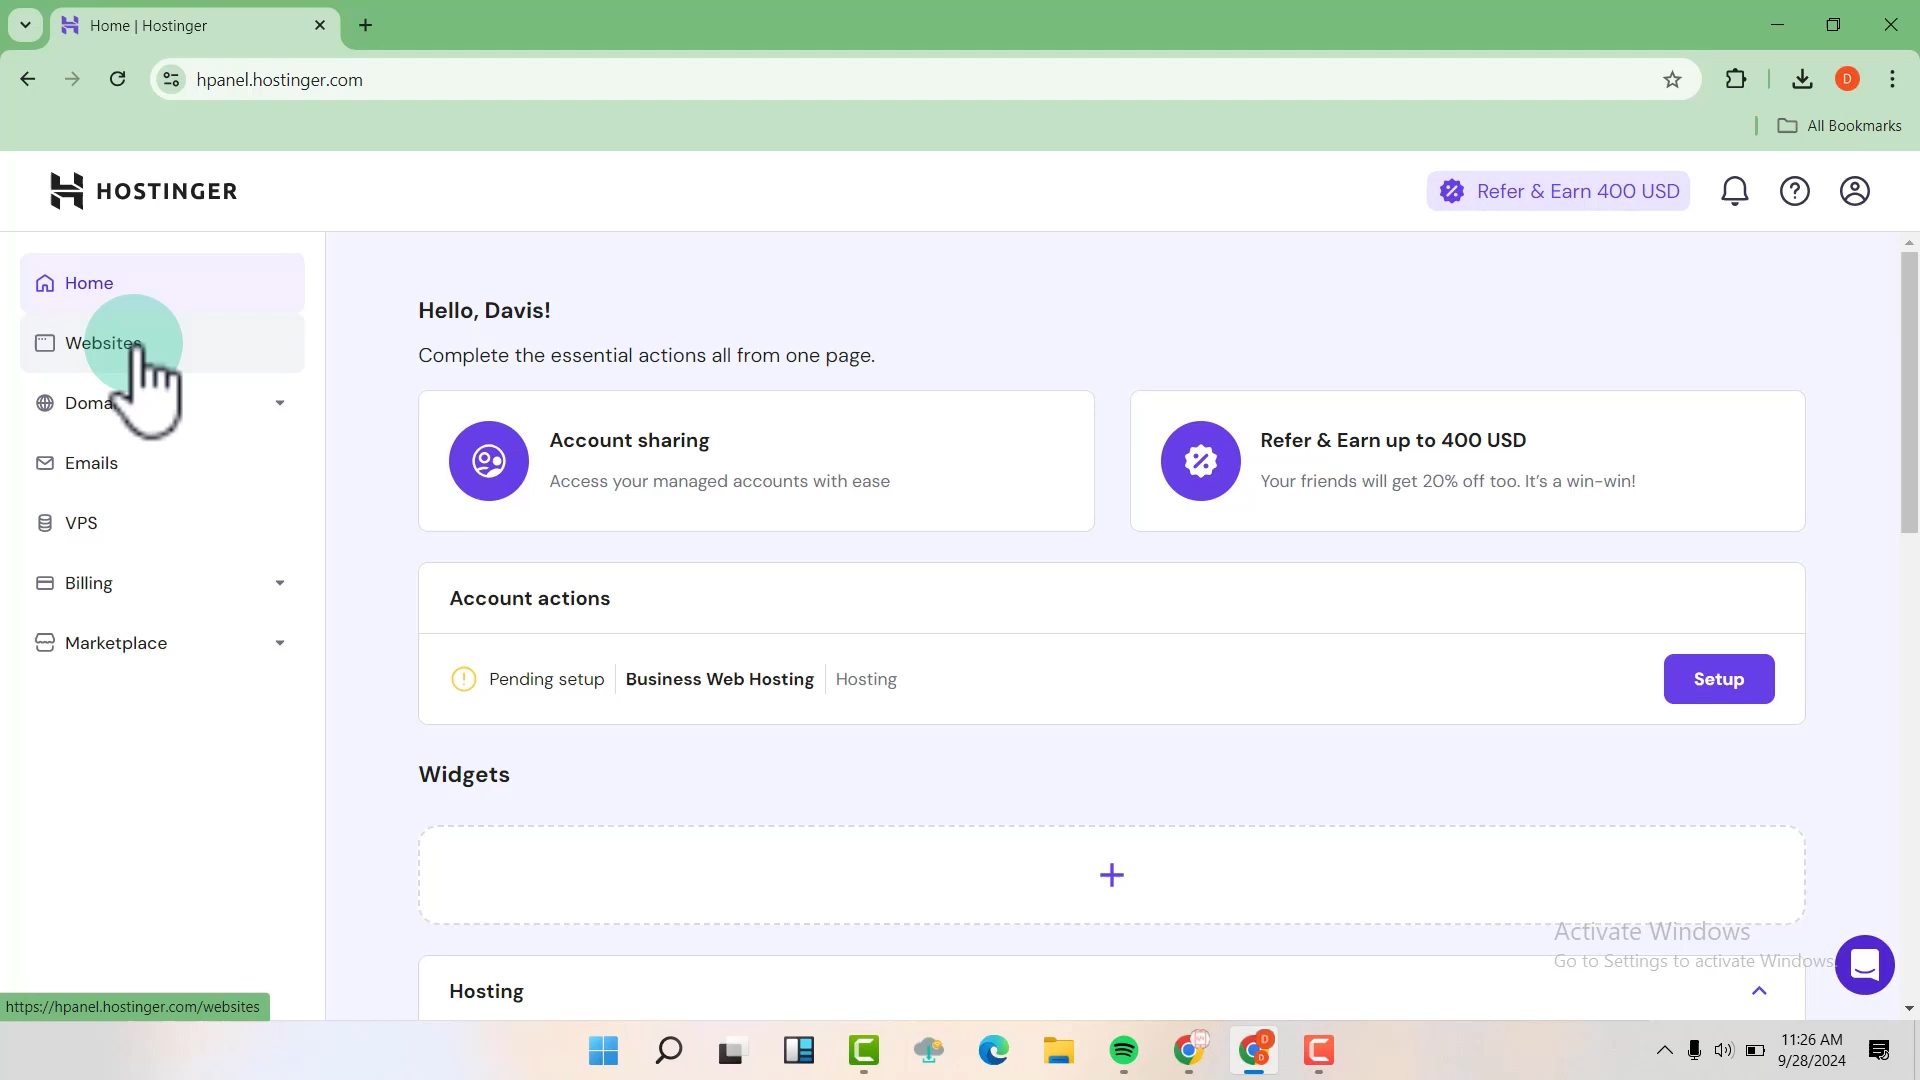 Home | Hostinger
hpanel.hostinger.com
D
All Bookmarks
HOSTINGER
Refer & Earn 400 USD
Home
Websites
Emails
VPS
Billing
Marketplace
Hello, Davis!
Complete the essential actions all from one page.
Account sharing
Access your managed accounts with ease
Refer & Earn up to 400 USD
Your friends will get 20% off too. It's a win-win!
Account actions
Pending setup
Business Web Hosting
Hosting
Setup
Widgets
Hosting
Activate Windows
Go to Settings to activate Windows.
https://hpanel.hostinger.com/websites
11:26 AM
9/28/2024